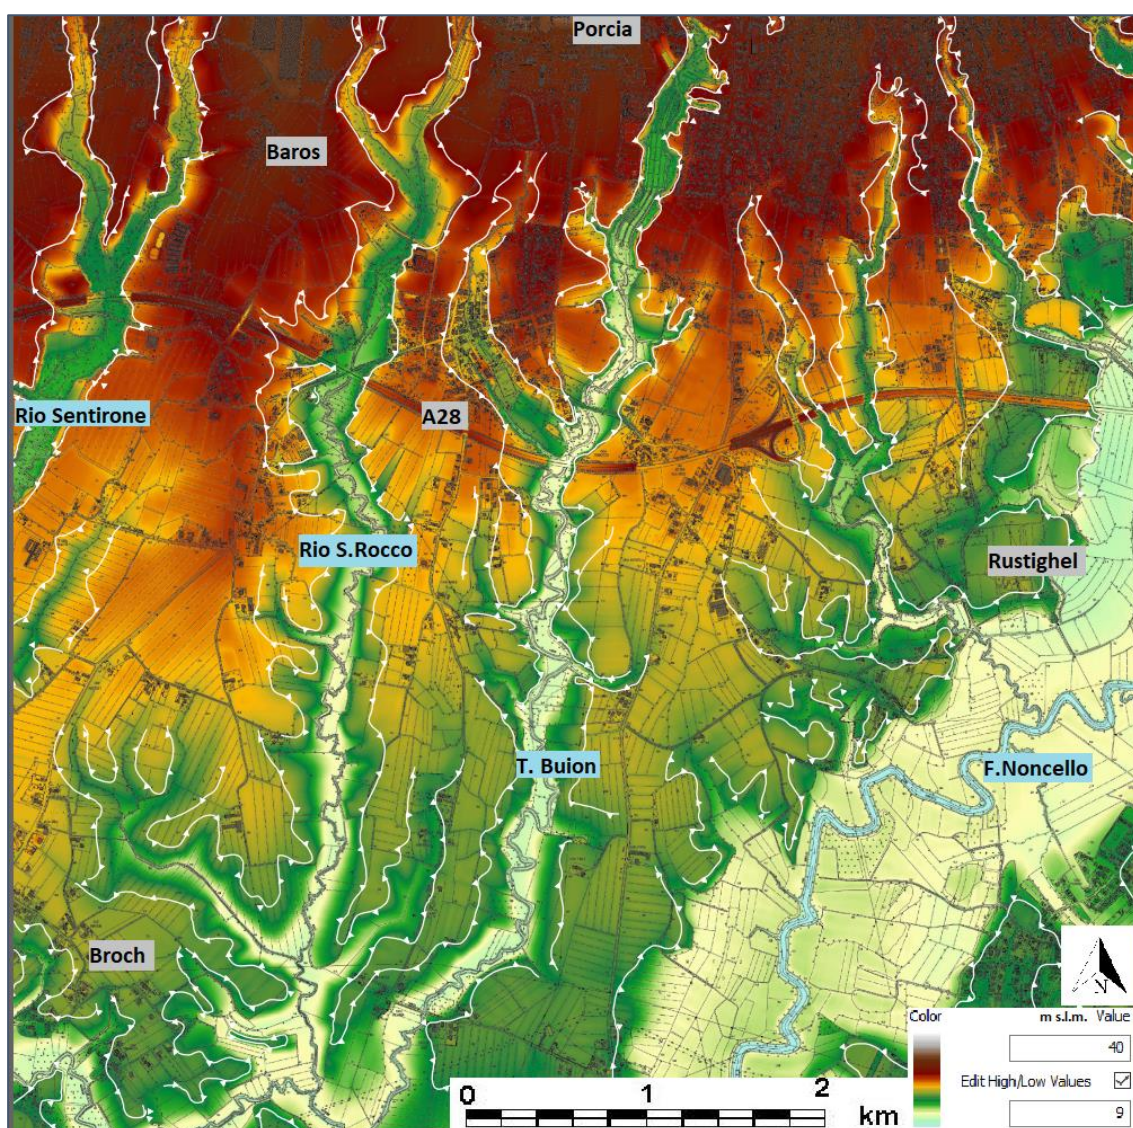 Porcia
Baros
Rio Sentirone
A28
Rio S.Rocco
Rustighel
T. Buion
F.Noncello
Broch
N
Color m s.l.m. Value
40
Edit High/Low Values
9
0 1 2
km